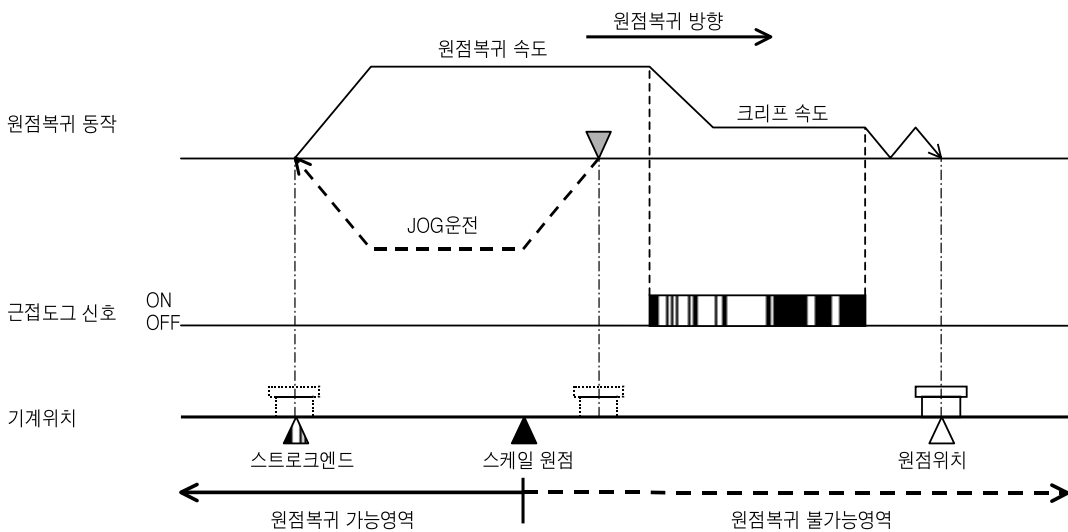 원점복귀 방향
원점복귀 속도
크리프 속도
원점복귀 동작
JOG운전
근접도그 신호
ON
OFF
기계위치
스트로크엔드
스케일 원점
원점위치
원점복귀 가능영역
원점복귀 불가능영역